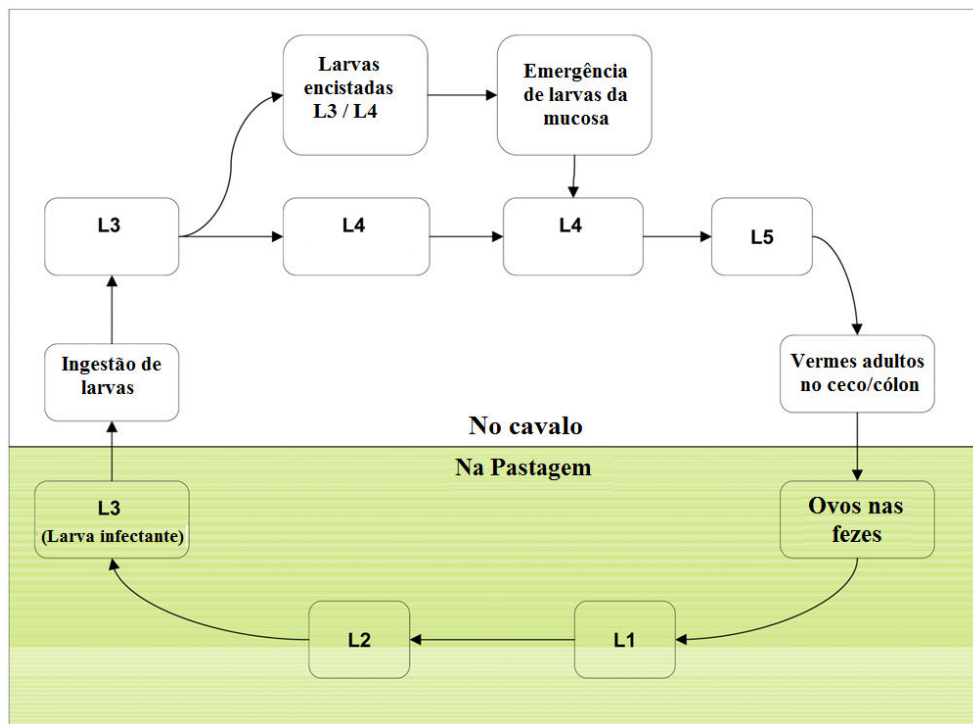 Larvas
encistadas
L3 / L4
Emergência
de larvas da
mucosa
L3
L4
L4
L5
Ingestão de
larvas
Vermes adultos
no ceco/cólon
No cavalo
Na Pastagem
L3
(Larva infectante)
Ovos nas
fezes
L2
L1